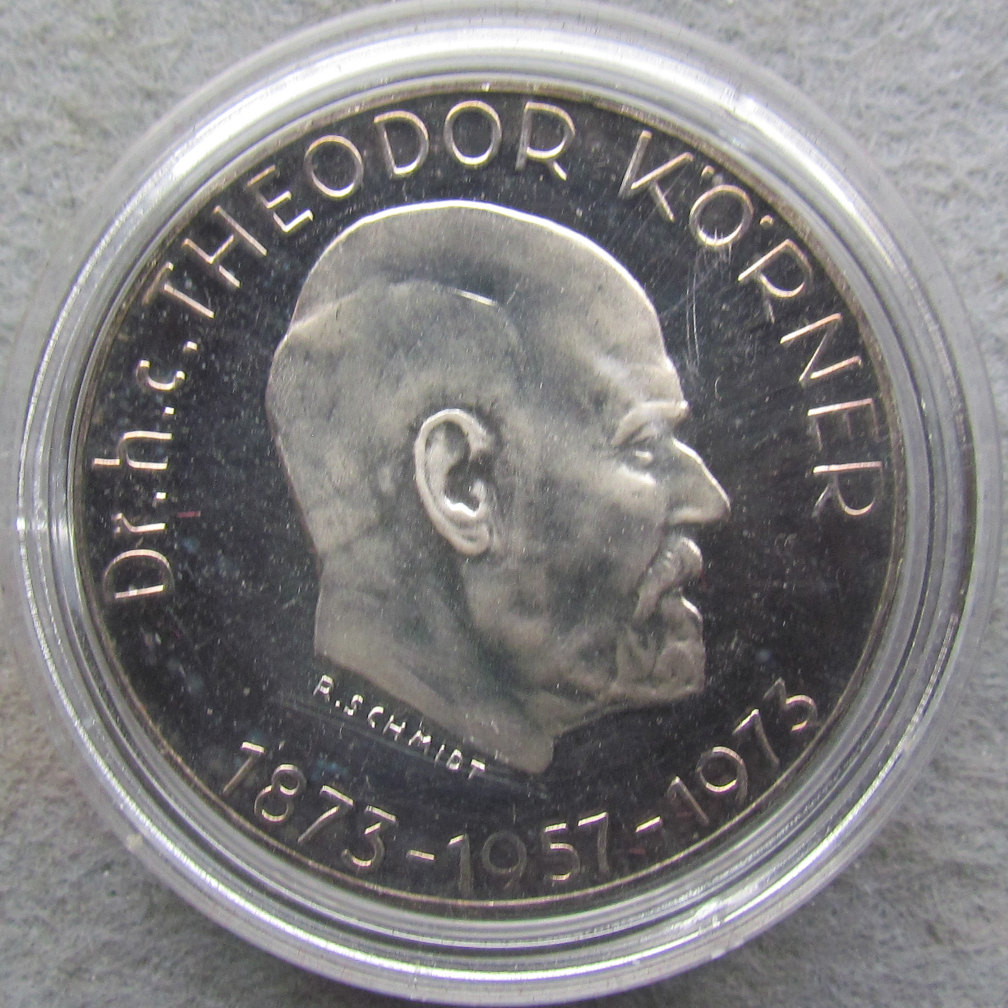 Dr.h.c.THEODOR KÖRNER
R.SCHMIDT
1873-1957-1973